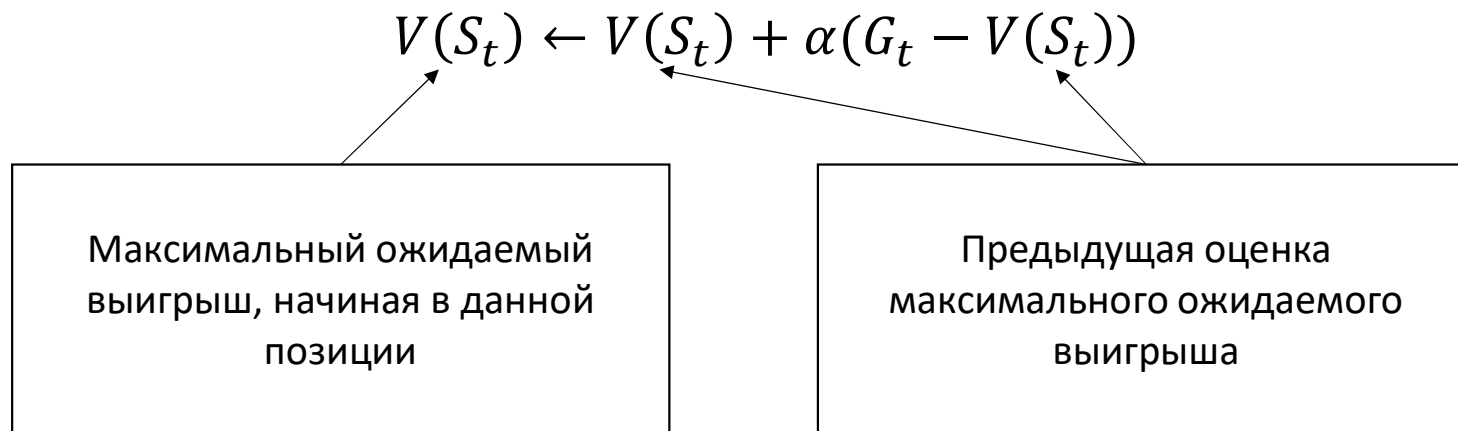 V(S_t) ← V(S_t) + α(G_t − V(S_t))
Максимальный ожидаемый
выигрыш, начиная в данной
позиции
Предыдущая оценка
максимального ожидаемого
выигрыша